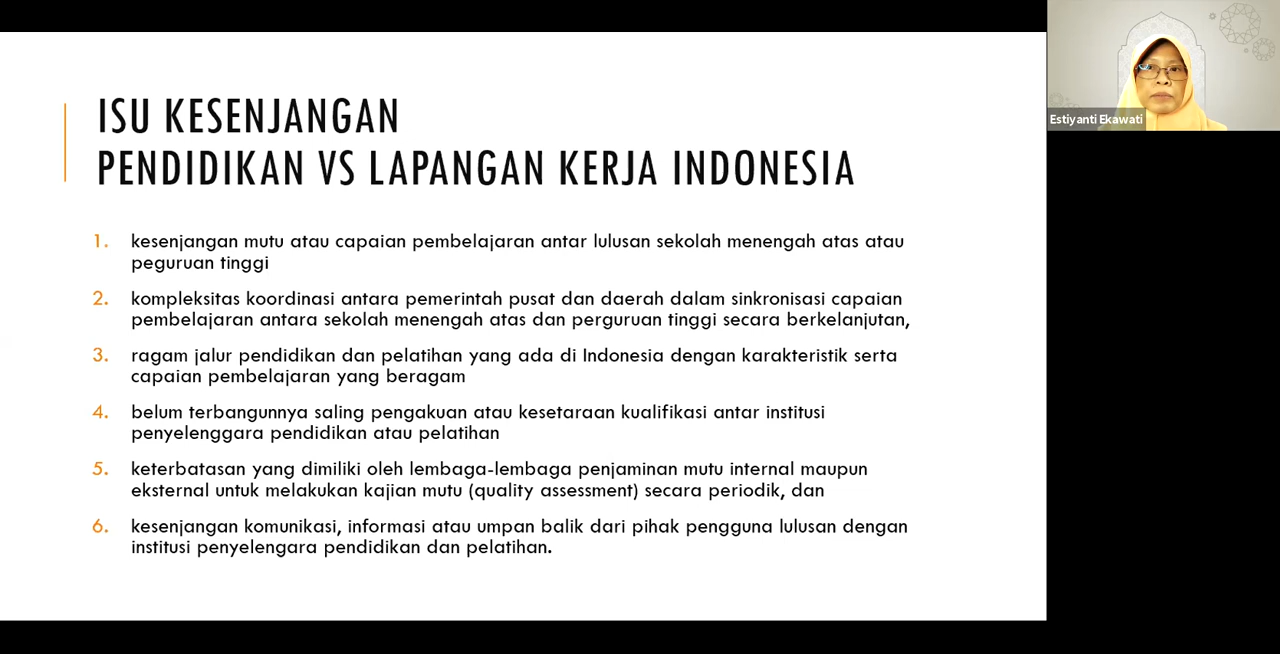 ISU KESENJANGAN
PENDIDIKAN VS LAPANGAN KERJA INDONESIA
1. kesenjangan mutu atau capaian pembelajaran antar lulusan sekolah menengah atas atau
peguruan tinggi
2. kompleksitas koordinasi antara pemerintah pusat dan daerah dalam sinkronisasi capaian
pembelajaran antara sekolah menengah atas dan perguruan tinggi secara berkelanjutan,
3. ragam jalur pendidikan dan pelatihan yang ada di Indonesia dengan karakteristik serta
capaian pembelajaran yang beragam
4. belum terbangunnya saling pengakuan atau kesetaraan kualifikasi antar institusi
penyelenggara pendidikan atau pelatihan
5. keterbatasan yang dimiliki oleh lembaga-lembaga penjaminan mutu internal maupun
eksternal untuk melakukan kajian mutu (quality assessment) secara periodik, dan
6. kesenjangan komunikasi, informasi atau umpan balik dari pihak pengguna lulusan dengan
institusi penyelengara pendidikan dan pelatihan.
Estiyanti Ekawati